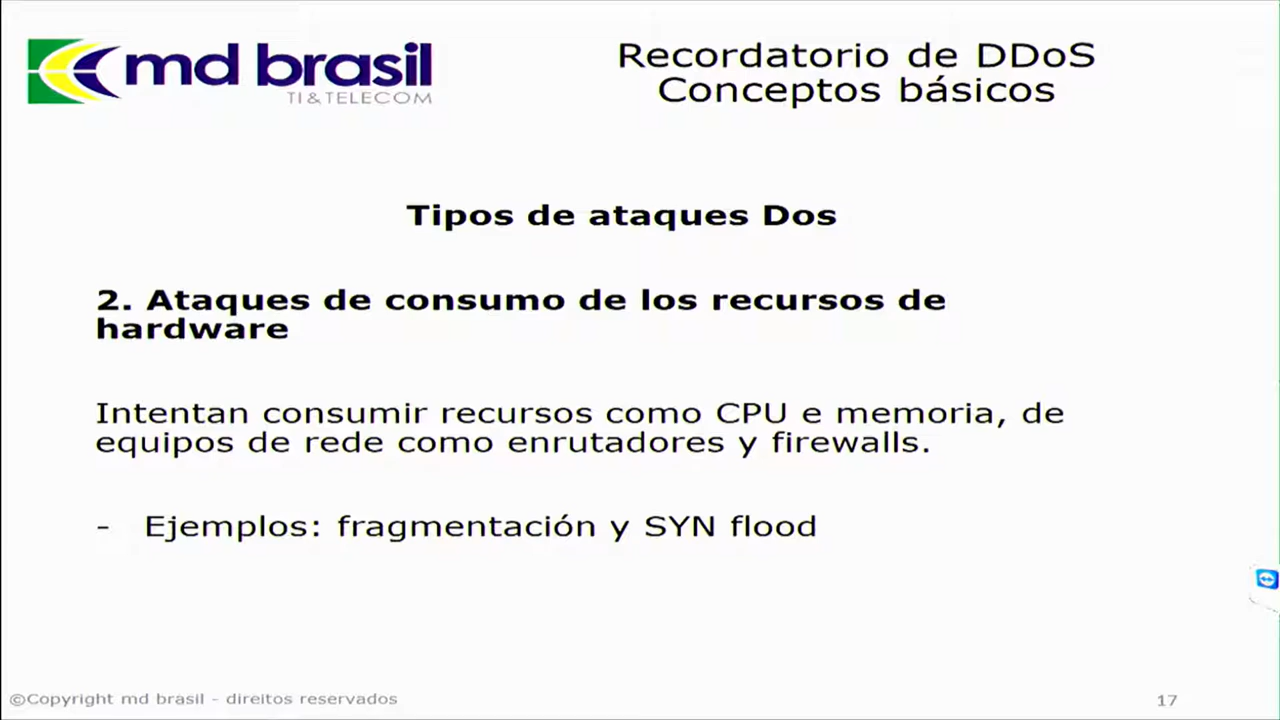 md brasil
TI & TELECOM
Recordatorio de DDoS
Conceptos básicos
Tipos de ataques Dos
2. Ataques de consumo de los recursos de
hardware
Intentan consumir recursos como CPU e memoria, de
equipos de rede como enrutadores y firewalls.
- Ejemplos: fragmentación y SYN flood
©Copyright md brasil - direitos reservados
17